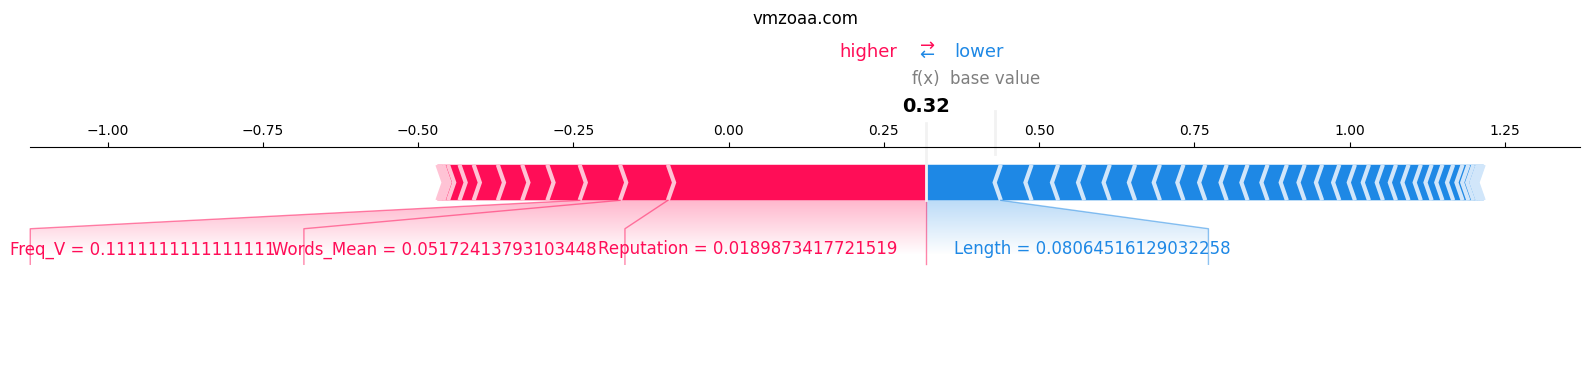 vmzoaa.com
higher ⇄ lower
f(x) base value
0.32
−1.00 −0.75 −0.50 −0.25 0.00 0.25 0.50 0.75 1.00 1.25
Freq_V = 0.1111111111111111 Words_Mean = 0.05172413793103448 Reputation = 0.0189873417721519 Length = 0.08064516129032258